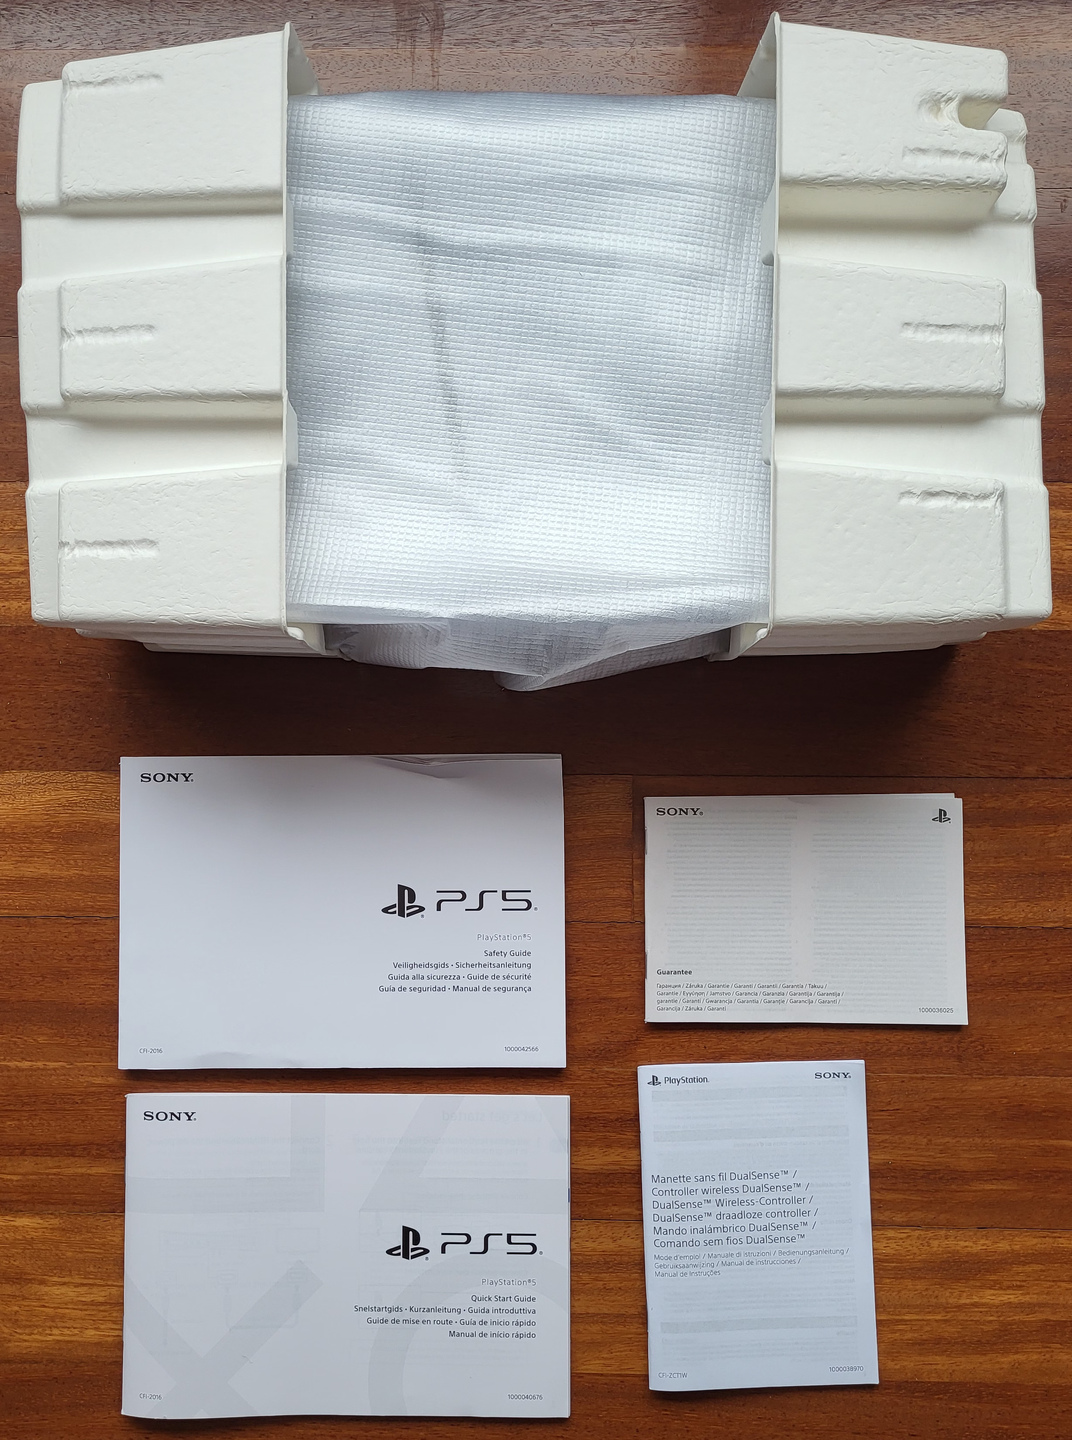 SONY®
PS5®
PlayStation®5
Safety Guide
Veiligheidsgids • Sicherheitsanleitung
Guida alla sicurezza • Guide de sécurité
Guía de seguridad • Manual de segurança
CFI-2016
1000042566
SONY®
Guarantee
Гаранция / Záruka / Garantie / Garanti / Garantii / Garantía / Takuu /
Garantie / Εγγύηση / Jamstvo / Garancia / Garanzia / Garantija / Garantija /
garantie / Garanti / Gwarancja / Garantia / Garanție / Garancija / Garanti /
Garancija / Záruka / Garanti
1000036025
SONY®
PS5®
PlayStation®5
Quick Start Guide
Snelstartgids • Kurzanleitung • Guida introduttiva
Guide de mise en route • Guía de inicio rápido
Manual de início rápido
CFI-2016
1000040676
PlayStation®
SONY®
Manette sans fil DualSense™ /
Controller wireless DualSense™ /
DualSense™ Wireless-Controller /
DualSense™ draadloze controller /
Mando inalámbrico DualSense™ /
Comando sem fios DualSense™
Mode d'emploi / Manuale di istruzioni / Bedienungsanleitung /
Gebruiksaanwijzing / Manual de instrucciones /
Manual de instruções
CFI-ZCT1W
1000038970